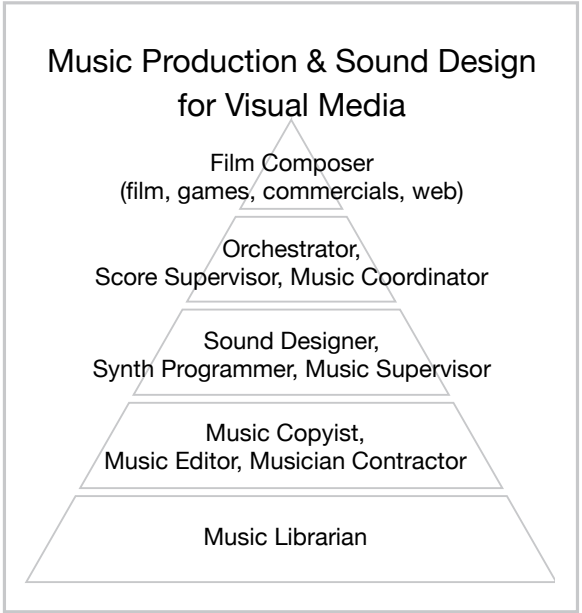 Music Production & Sound Design
for Visual Media
Film Composer
(film, games, commercials, web)
Orchestrator,
Score Supervisor, Music Coordinator
Sound Designer,
Synth Programmer, Music Supervisor
Music Copyist,
Music Editor, Musician Contractor
Music Librarian